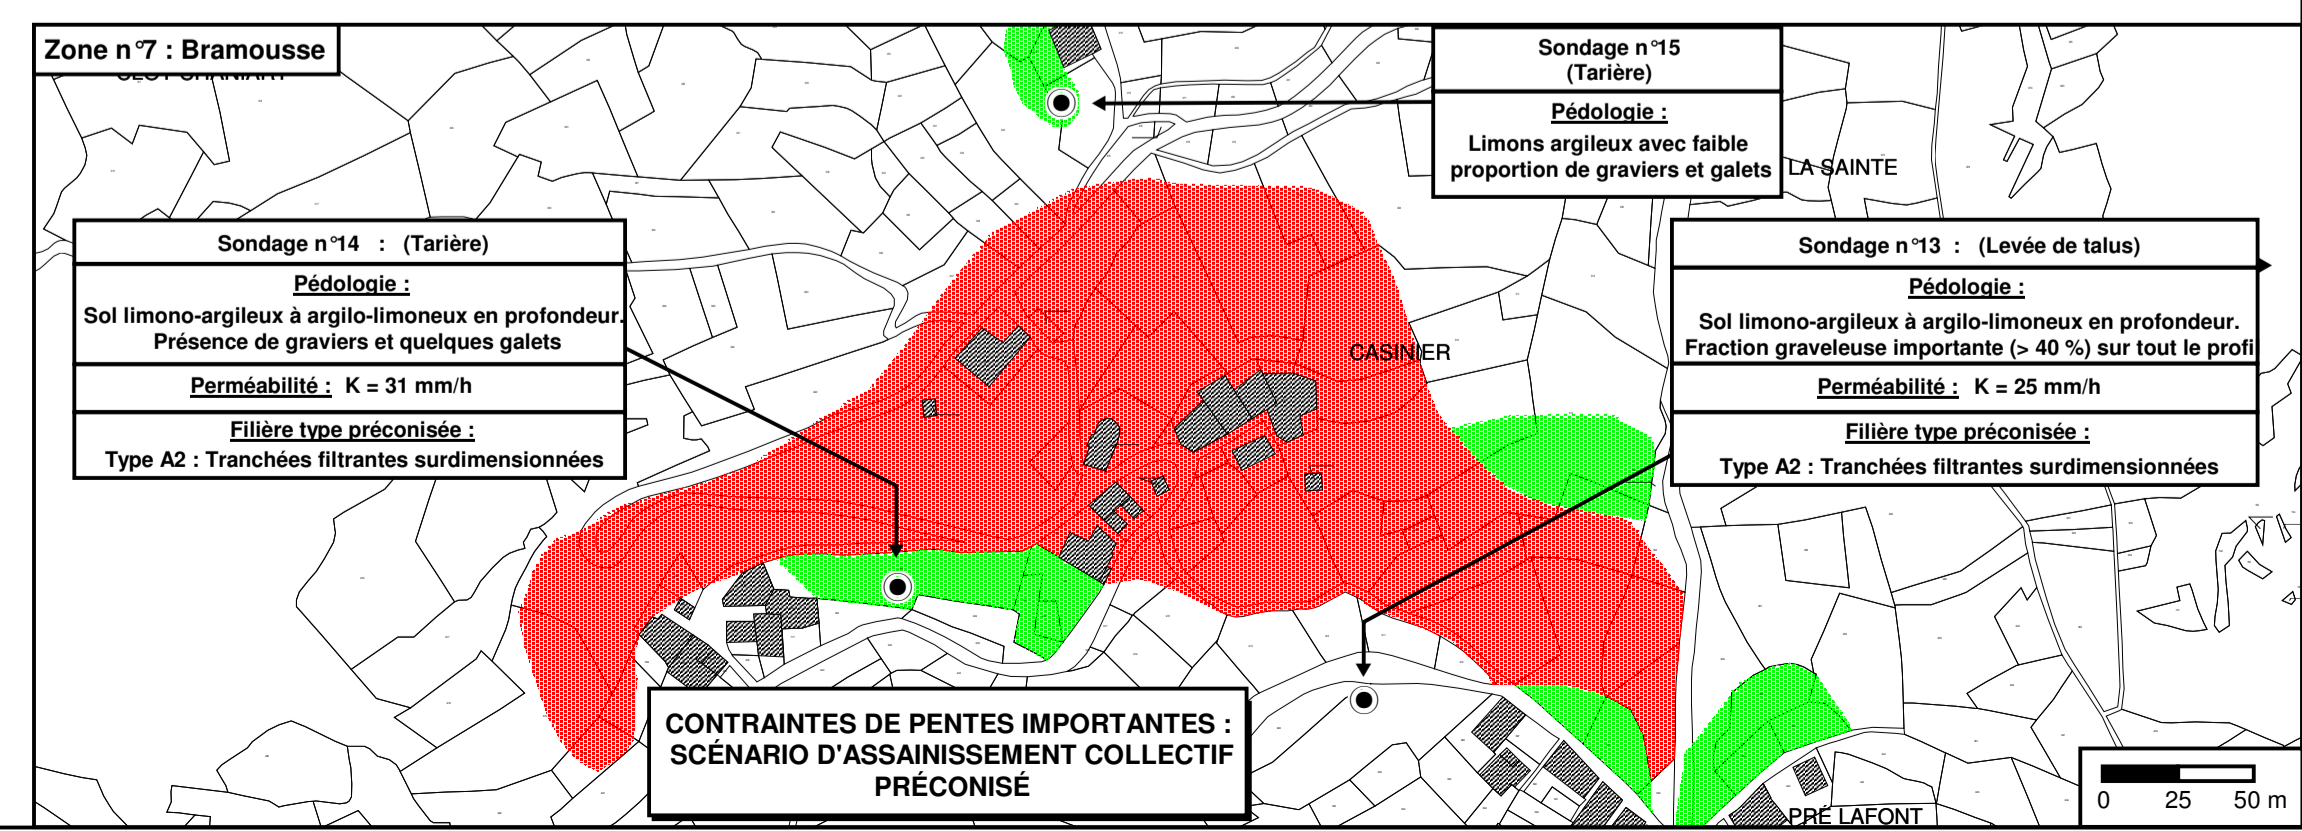 Zone n°7 : Bramousse
Sondage n°15
(Tarière)
Pédologie :
Limons argileux avec faible
proportion de graviers et galets
LA SAINTE
Sondage n°14 : (Tarière)
Pédologie :
Sol limono-argileux à argilo-limoneux en profondeur.
Présence de graviers et quelques galets
Perméabilité : K = 31 mm/h
Filière type préconisée :
Type A2 : Tranchées filtrantes surdimensionnées
CASINIER
Sondage n°13 : (Levée de talus)
Pédologie :
Sol limono-argileux à argilo-limoneux en profondeur.
Fraction graveleuse importante (> 40 %) sur tout le profi
Perméabilité : K = 25 mm/h
Filière type préconisée :
Type A2 : Tranchées filtrantes surdimensionnées
CONTRAINTES DE PENTES IMPORTANTES :
SCÉNARIO D'ASSAINISSEMENT COLLECTIF
PRÉCONISÉ
PRÉ LAFONT
0 25 50 m